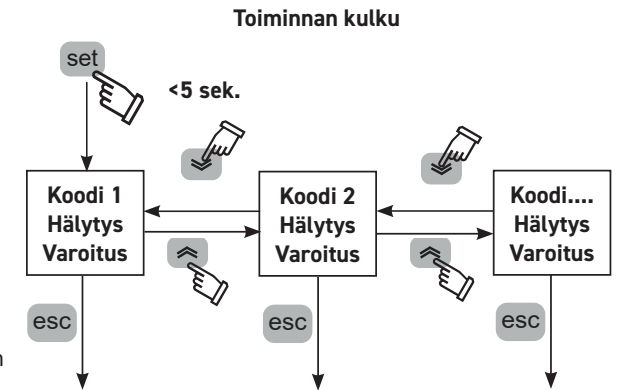 Toiminnan kulku
set
<5 sek.
Koodi 1
Hälytys
Varoitus
Koodi 2
Hälytys
Varoitus
Koodi....
Hälytys
Varoitus
esc
esc
esc
n